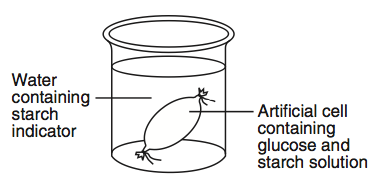 Water
containing
starch
indicator
Artificial cell
containing
glucose and
starch solution